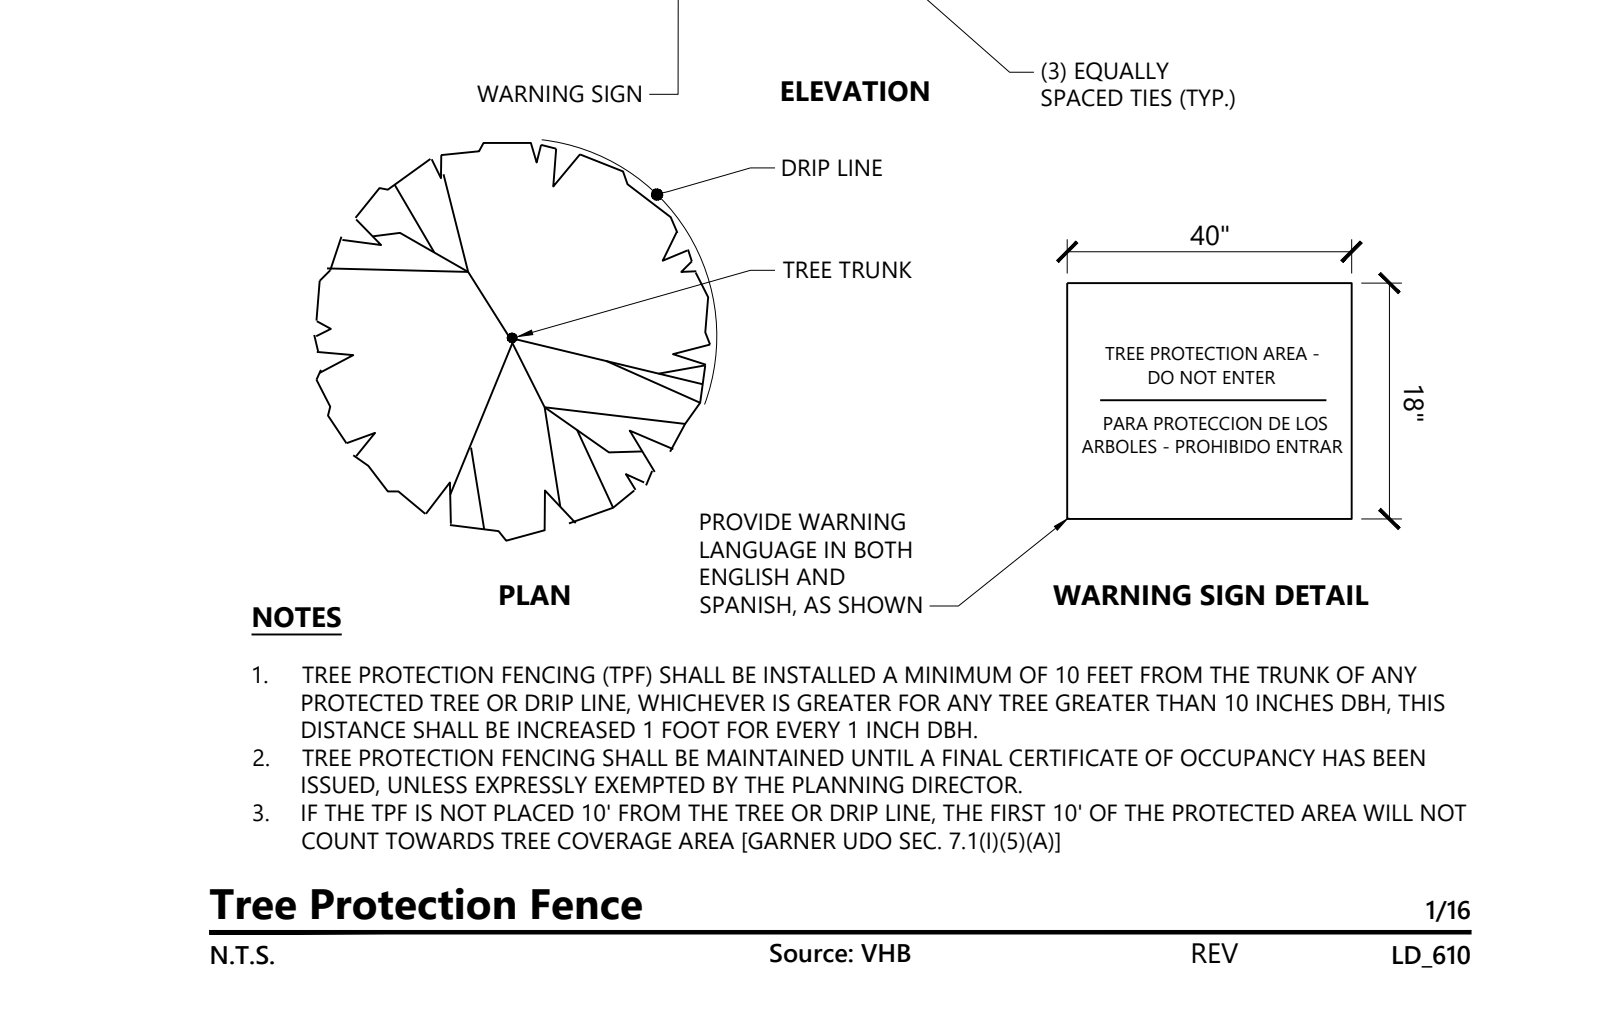 (3) EQUALLY
SPACED TIES (TYP.)
WARNING SIGN
ELEVATION
DRIP LINE
TREE TRUNK
40"
18"
TREE PROTECTION AREA -
DO NOT ENTER
PARA PROTECCION DE LOS
ARBOLES - PROHIBIDO ENTRAR
PROVIDE WARNING
LANGUAGE IN BOTH
ENGLISH AND
SPANISH, AS SHOWN
PLAN
WARNING SIGN DETAIL
NOTES
1. TREE PROTECTION FENCING (TPF) SHALL BE INSTALLED A MINIMUM OF 10 FEET FROM THE TRUNK OF ANY
PROTECTED TREE OR DRIP LINE, WHICHEVER IS GREATER FOR ANY TREE GREATER THAN 10 INCHES DBH, THIS
DISTANCE SHALL BE INCREASED 1 FOOT FOR EVERY 1 INCH DBH.
2. TREE PROTECTION FENCING SHALL BE MAINTAINED UNTIL A FINAL CERTIFICATE OF OCCUPANCY HAS BEEN
ISSUED, UNLESS EXPRESSLY EXEMPTED BY THE PLANNING DIRECTOR.
3. IF THE TPF IS NOT PLACED 10' FROM THE TREE OR DRIP LINE, THE FIRST 10' OF THE PROTECTED AREA WILL NOT
COUNT TOWARDS TREE COVERAGE AREA [GARNER UDO SEC. 7.1(I)(5)(A)]
Tree Protection Fence
1/16
N.T.S.
Source: VHB
REV
LD_610